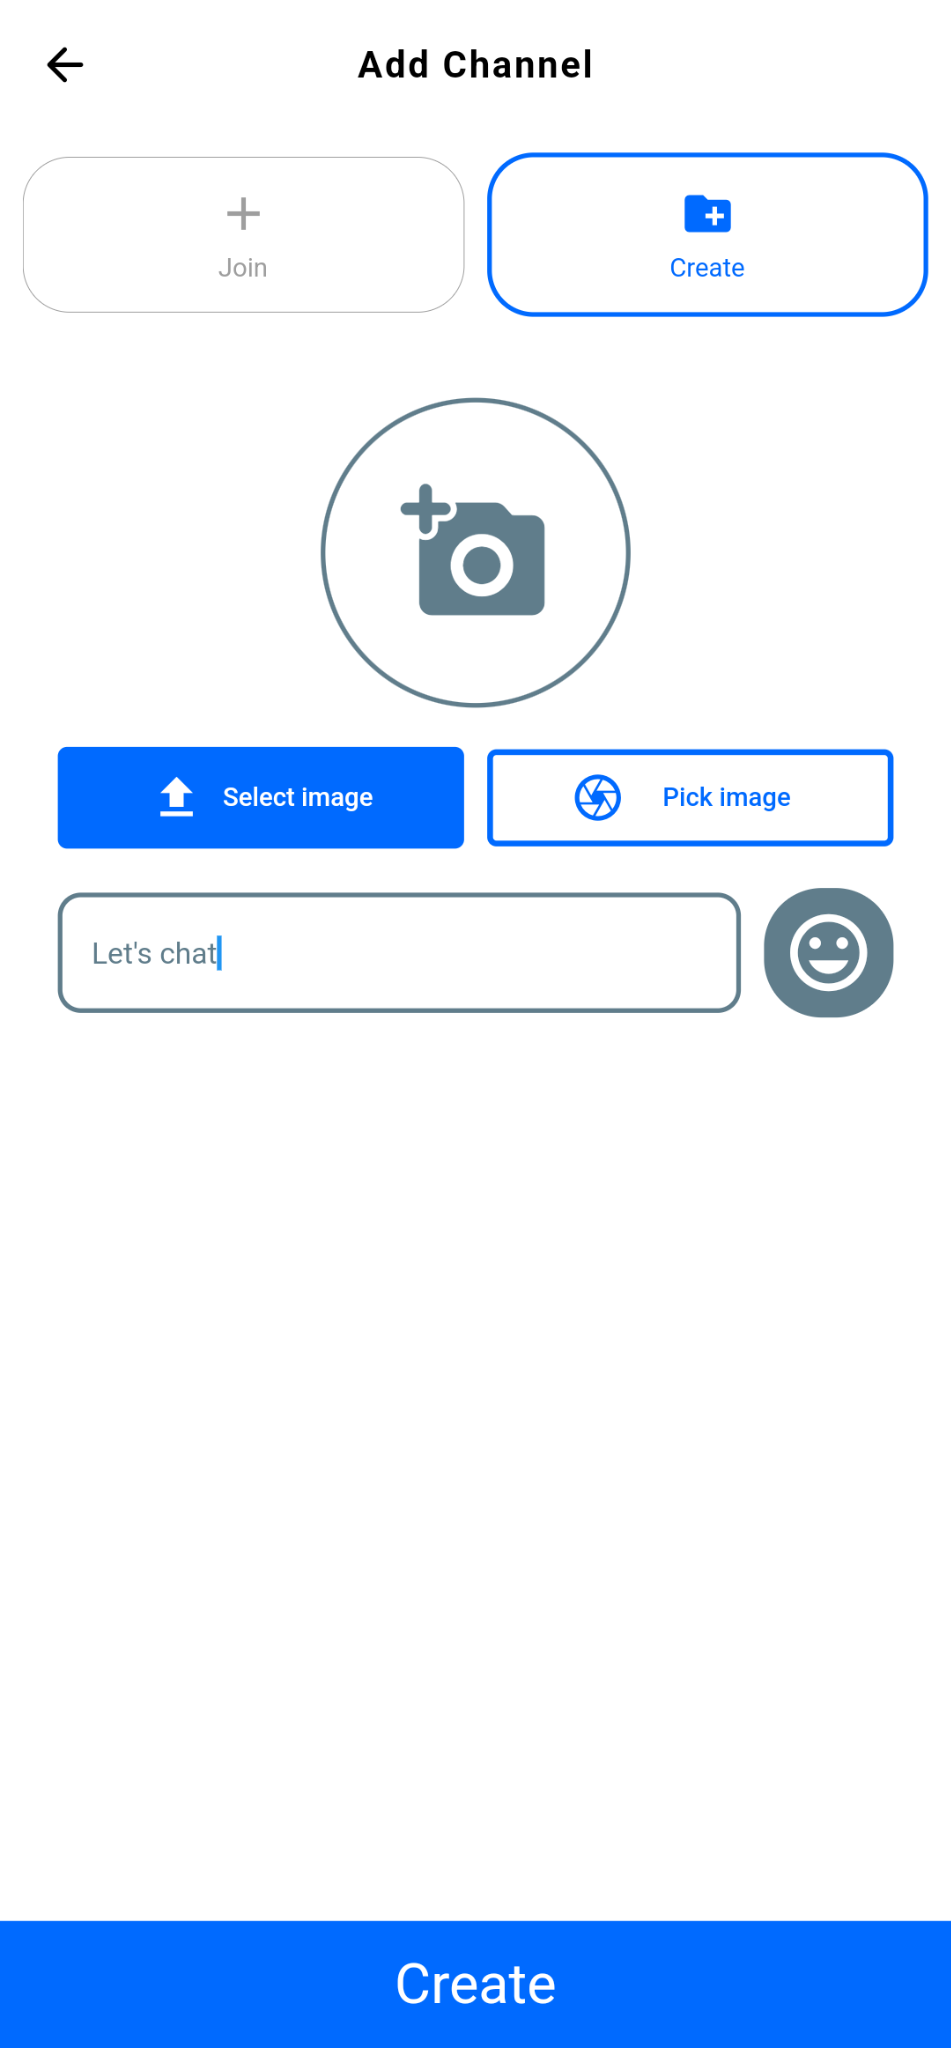 Add Channel
Join
Create
Select image
Pick image
Let's chat
Create